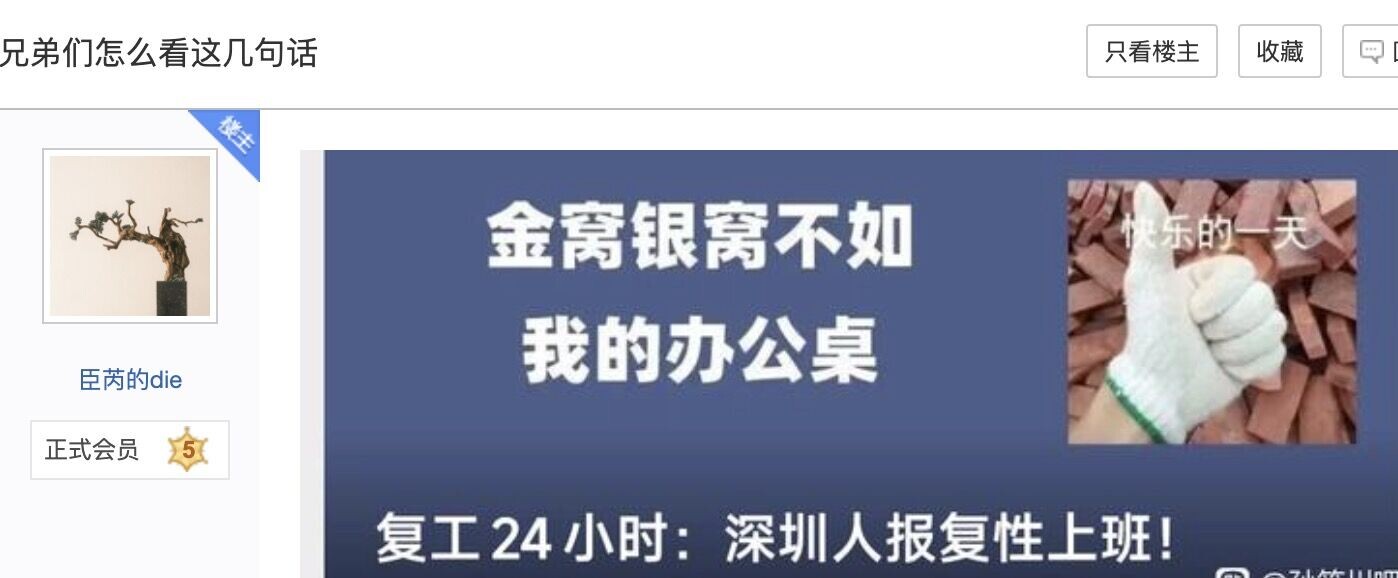 兄弟们怎么看这几句话
只看楼主
收藏
楼主
金窝银窝不如
我的办公桌
快乐的一天
臣芮的die
正式会员
5
复工24小时：深圳人报复性上班！